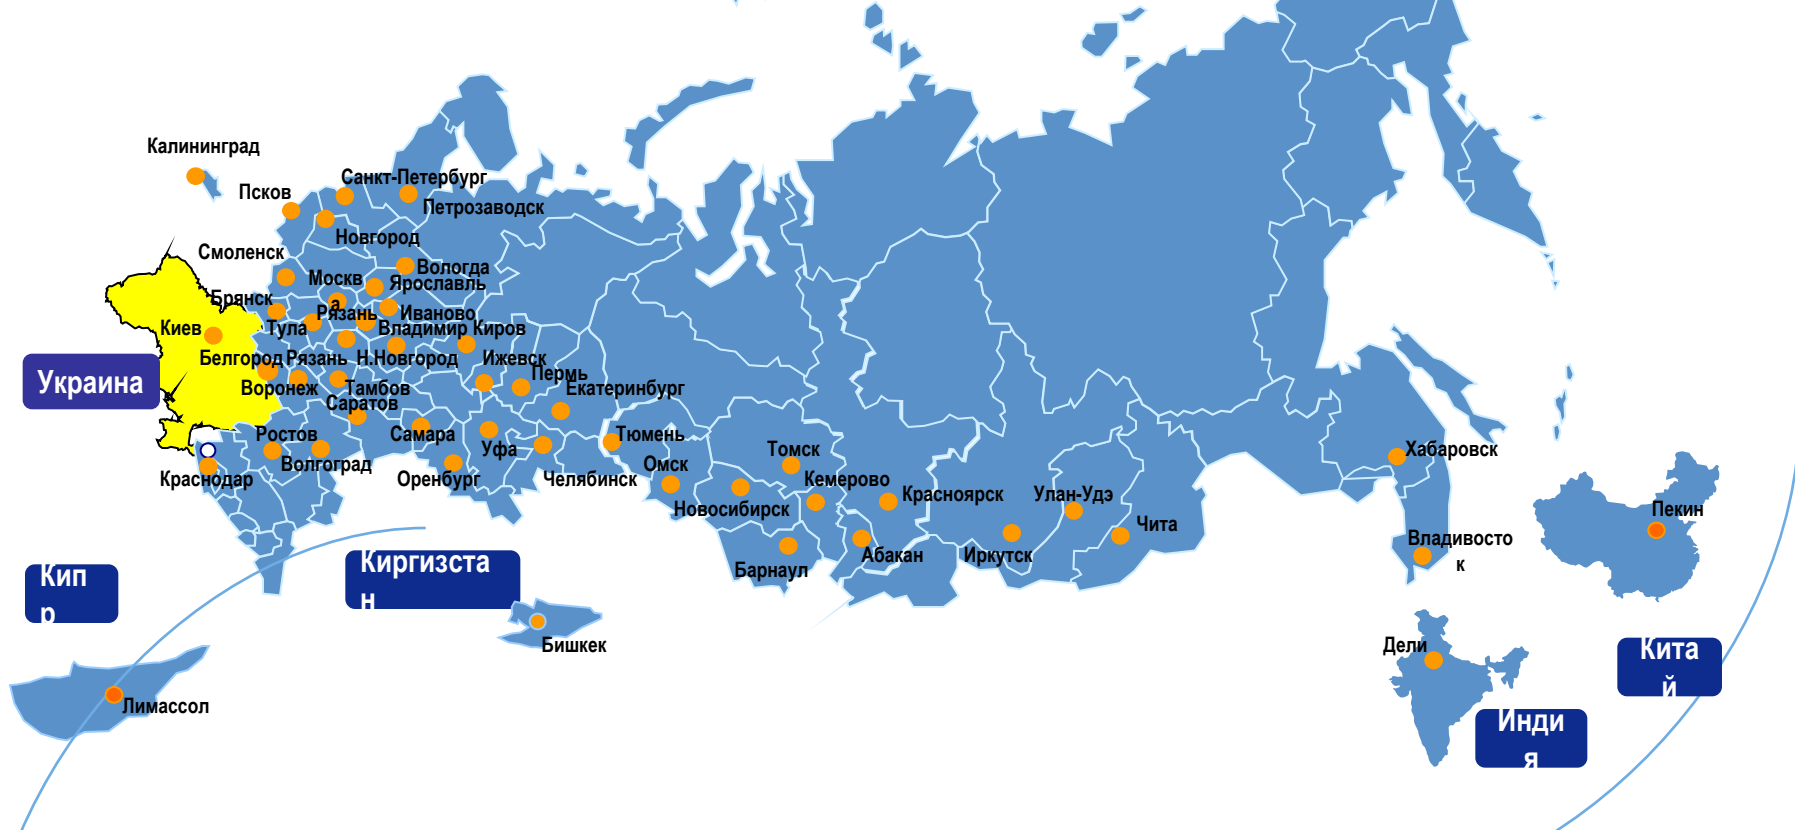 Калининград
Санкт-Петербург
Псков
Петрозаводск
Новгород
Смоленск
Вологда
Москв
а
Ярославль
Брянск
Иваново
Рязань
Киев
Тула
Владимир
Киров
Белгород
Рязань
Н.Новгород
Ижевск
Пермь
Украина
Воронеж
Тамбов
Екатеринбург
Саратов
Ростов
Самара
Тюмень
Уфа
Томск
Хабаровск
Волгоград
Омск
Краснодар
Оренбург
Челябинск
Кемерово
Красноярск
Улан-Удэ
Новосибирск
Пекин
Чита
Владивосто
к
Абакан
Иркутск
Барнаул
Кип
р
Киргизста
н
Бишкек
Дели
Кита
й
Лимассол
Инди
я